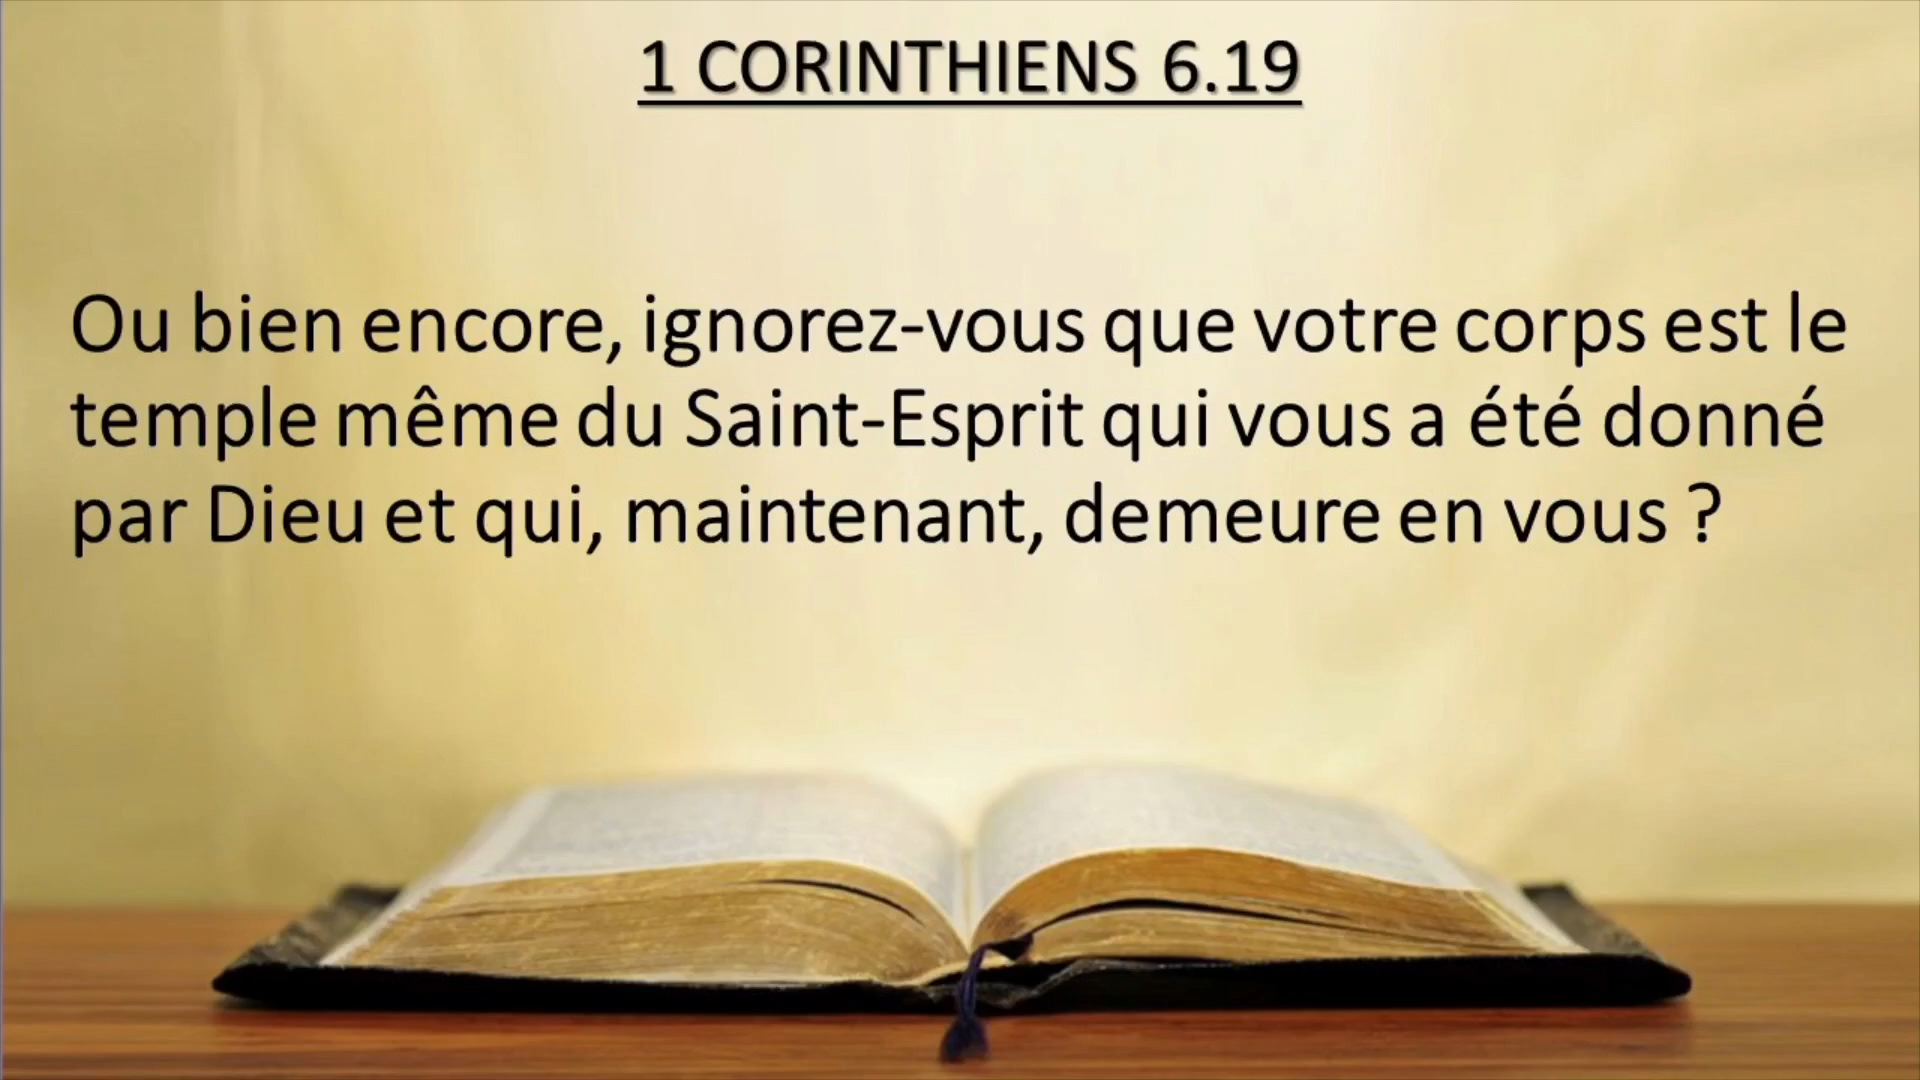 1 CORINTHIENS 6.19
Ou bien encore, ignorez-vous que votre corps est le
temple même du Saint-Esprit qui vous a été donné
par Dieu et qui, maintenant, demeure en vous ?